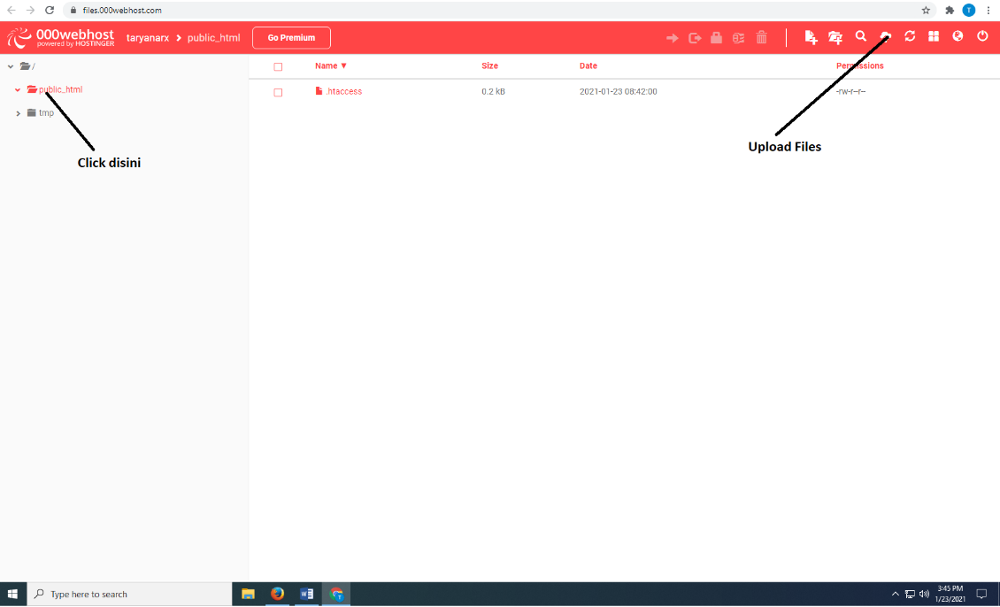 files.000webhost.com
T
000webhost
powered by HOSTINGER
taryanarx > public_html
Go Premium
/
public_html
tmp
Click disini
Name ▼ Size Date Permissions
.htaccess 0.2 kB 2021-01-23 08:42:00 -rw-r--r--
Upload Files
Type here to search
3:45 PM
1/23/2021